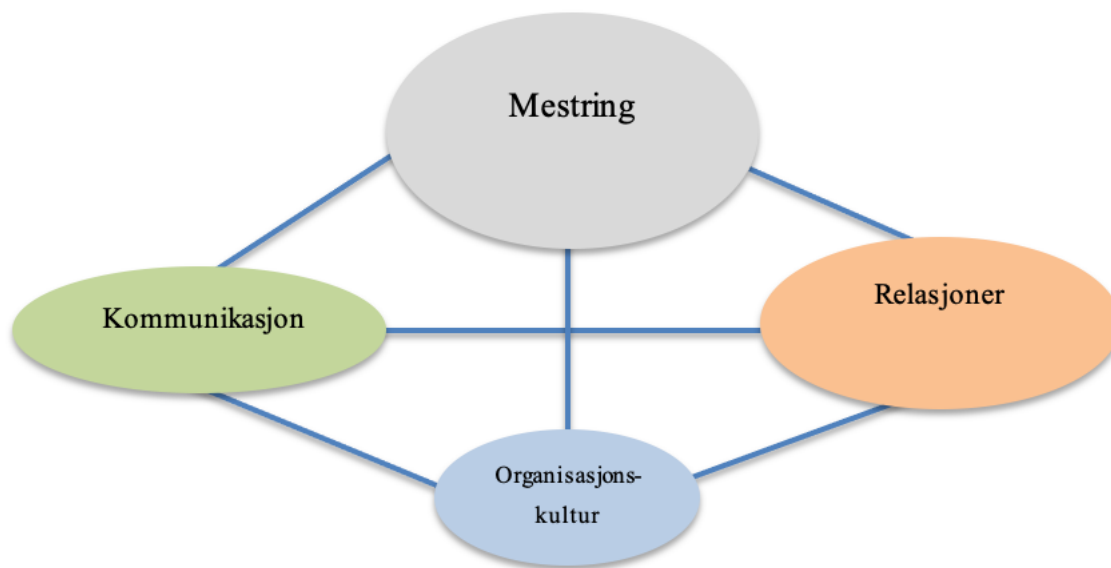 Mestring
Relasjoner
Kommunikasjon
Organisasjons-
kultur